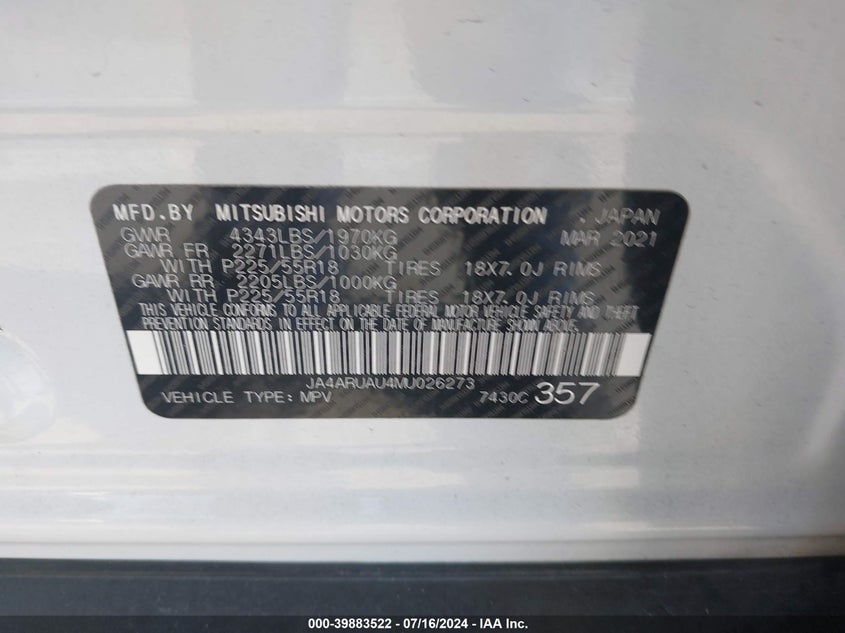 MFD.BY MITSUBISHI MOTORS CORPORATION . JAPAN
GVWR 4343LBS/1970KG MAR 2021
GAWR FR 2271LBS/1030KG
WITH P225/55R18 TIRES 18X7.0J RIMS
GAWR RR 2205LBS/1000KG
WITH P225/55R18 TIRES 18X7.0J RIMS
THIS VEHICLE CONFORMS TO ALL APPLICABLE FEDERAL MOTOR VEHICLE SAFETY AND THEFT
PREVENTION STANDARDS IN EFFECT ON THE DATE OF MANUFACTURE SHOWN ABOVE.
JA4ARUAU4MU026273
VEHICLE TYPE: MPV 7430C 357
000-39883522 - 07/16/2024 - IAA Inc.